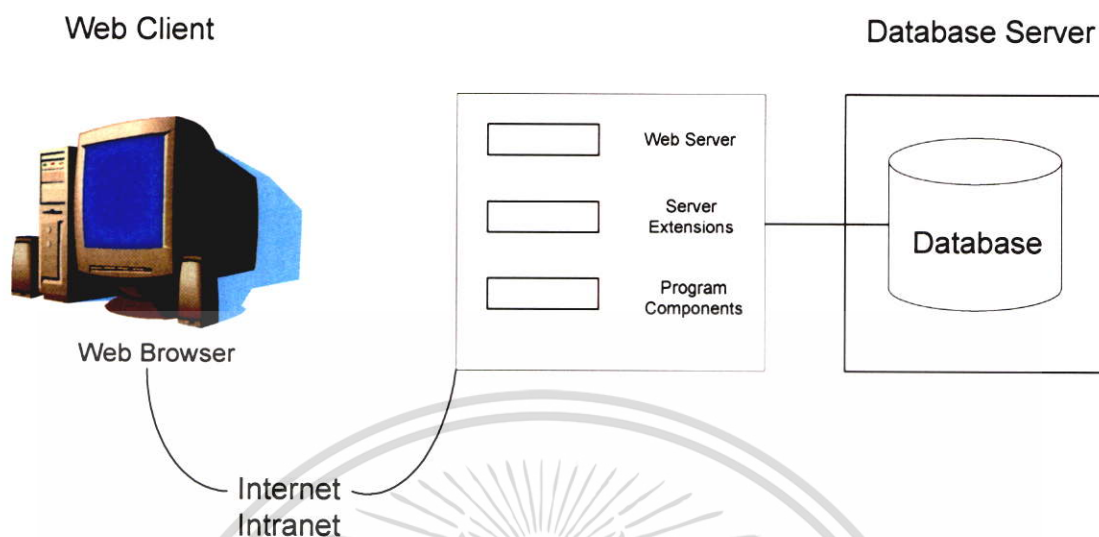 Web Client
Database Server
Web Server
Server
Extensions
Program
Components
Database
Web Browser
Internet
Intranet